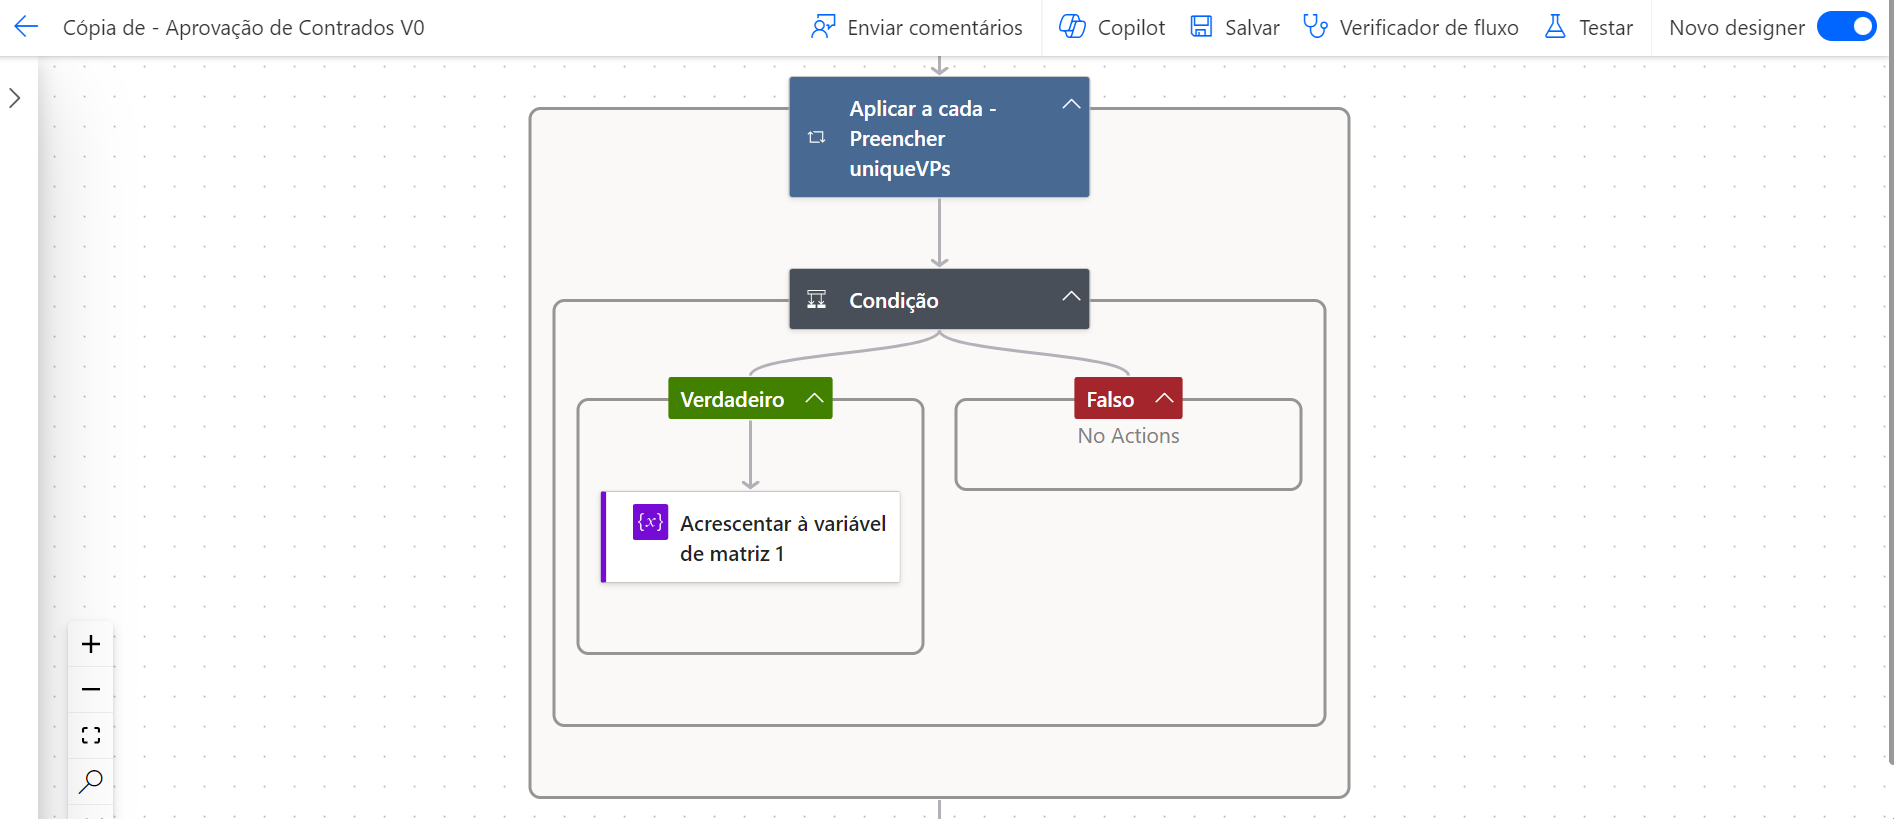 Cópia de - Aprovação de Contrados V0
Enviar comentários
Copilot
Salvar
Verificador de fluxo
Testar
Novo designer
Aplicar a cada -
Preencher
uniqueVPs
Condição
Verdadeiro
Falso
No Actions
{x}
Acrescentar à variável
de matriz 1